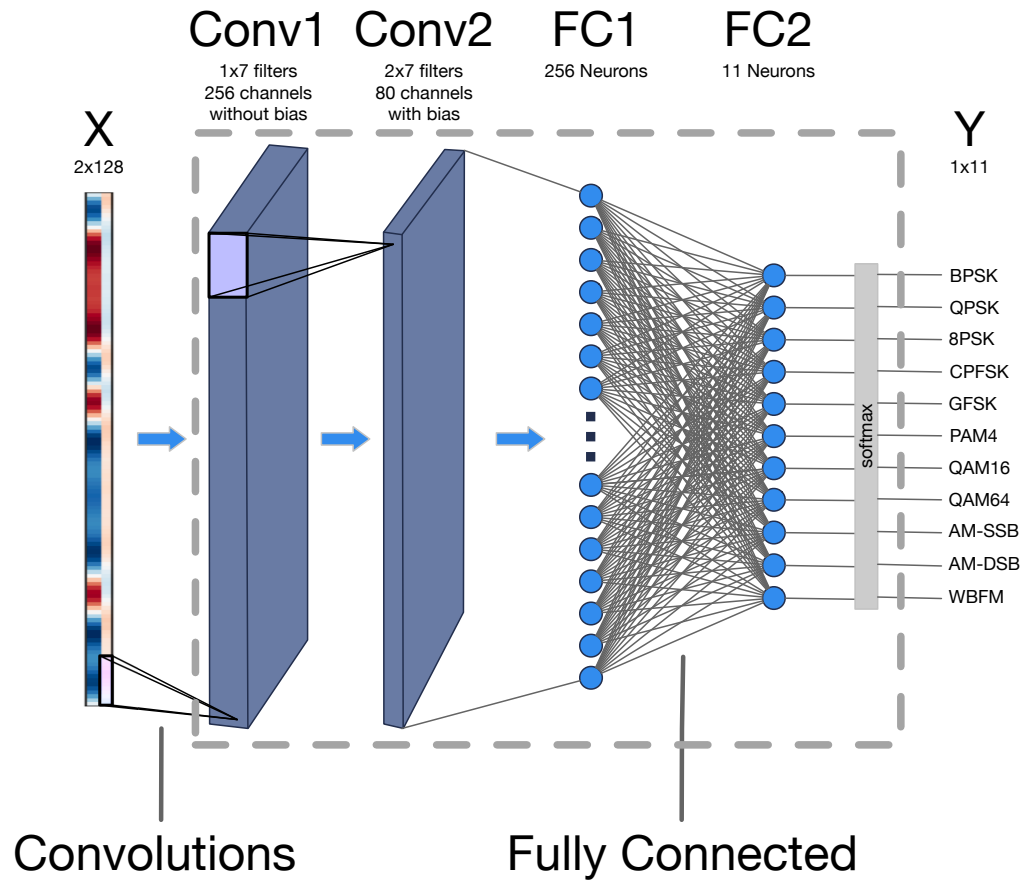 Conv1
1x7 filters
256 channels
without bias
Conv2
2x7 filters
80 channels
with bias
FC1
256 Neurons
FC2
11 Neurons
X
2x128
Y
1x11
BPSK
QPSK
8PSK
CPFSK
GFSK
PAM4
QAM16
QAM64
AM-SSB
AM-DSB
WBFM
softmax
Convolutions
Fully Connected